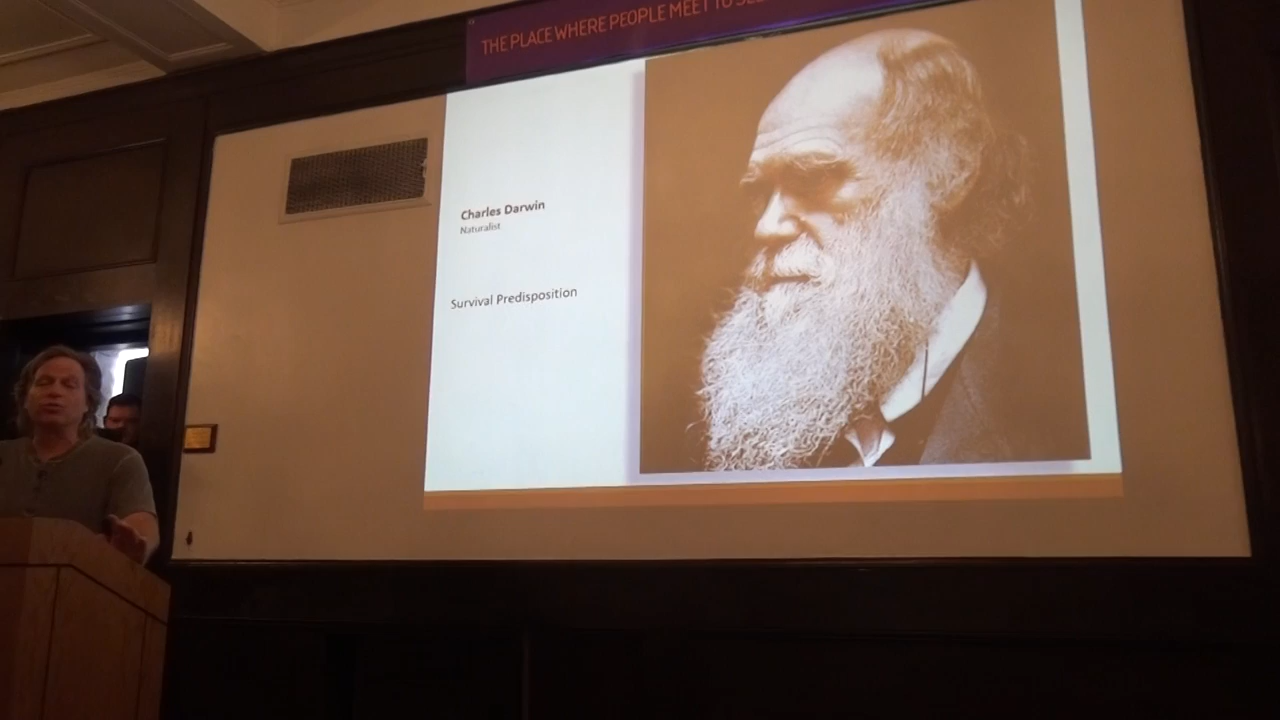 THE PLACE WHERE PEOPLE MEET TO
Charles Darwin
Naturalist
Survival Predisposition